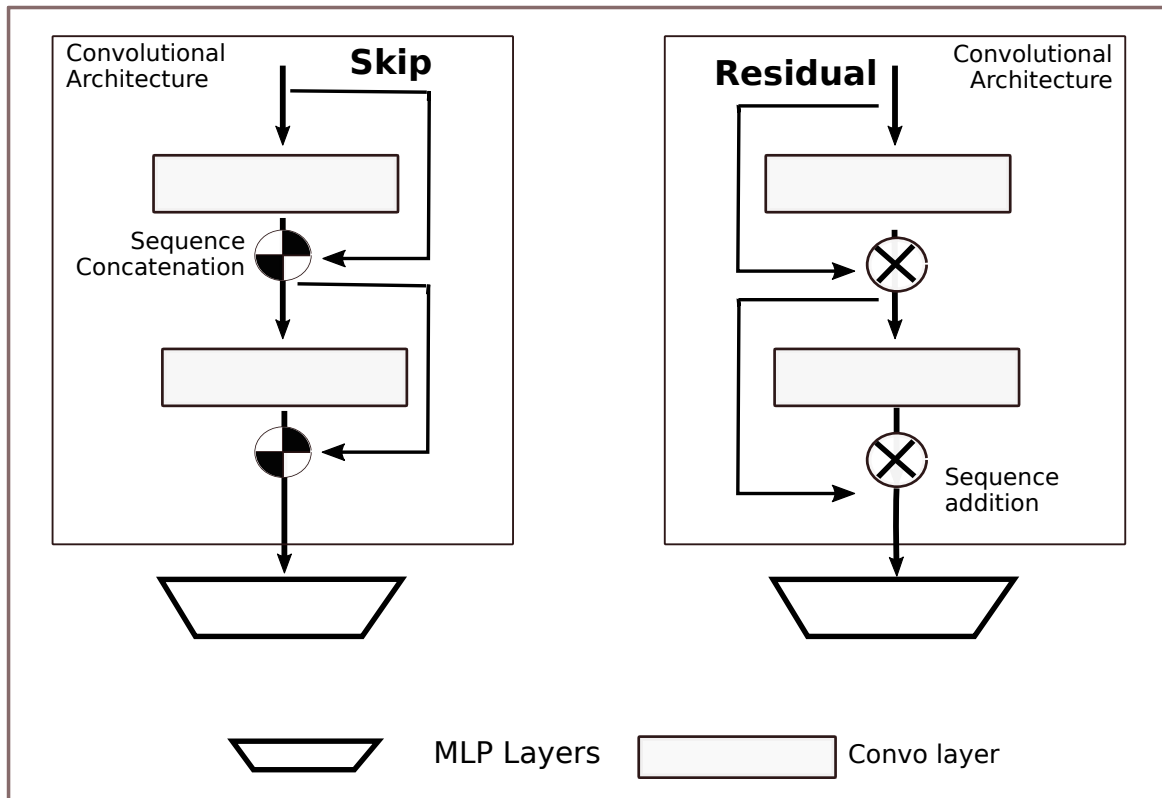 Convolutional
Architecture
Skip
Sequence
Concatenation
Residual
Convolutional
Architecture
Sequence
addition
MLP Layers
Convo layer